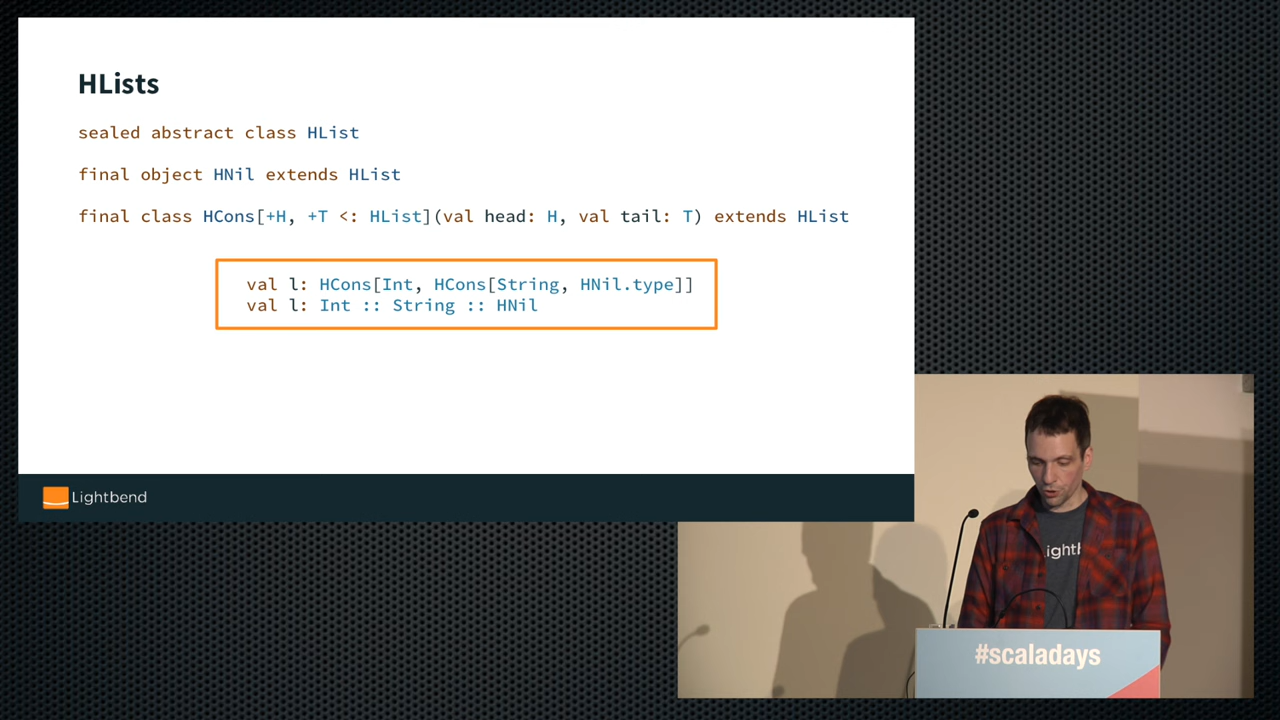 HLists
sealed abstract class HList
final object HNil extends HList
final class HCons[+H, +T <: HList](val head: H, val tail: T) extends HList
val l: HCons[Int, HCons[String, HNil.type]]
val l: Int :: String :: HNil
Lightbend
ightb
#scaladays